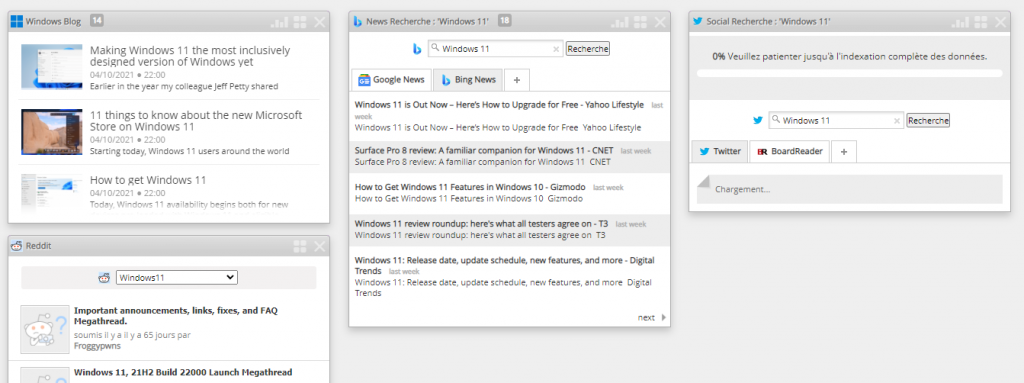 Windows Blog 14
Making Windows 11 the most inclusively
designed version of Windows yet
04/10/2021 ● 22:00
Earlier in the year my colleague Jeff Petty shared
11 things to know about the new Microsoft
Store on Windows 11
04/10/2021 ● 22:00
Starting today, Windows 11 users around the world
How to get Windows 11
04/10/2021 ● 22:00
Today, Windows 11 availability begins both for new
Reddit
Windows11
Important announcements, links, fixes, and FAQ
Megathread.
soumis il y a il y a 65 jours par
Froggypwns
Windows 11, 21H2 Build 22000 Launch Megathread
News Recherche : 'Windows 11' 18
Windows 11 × Recherche
Google News Bing News +
Windows 11 is Out Now – Here's How to Upgrade for Free - Yahoo Lifestyle last
week
Windows 11 is Out Now – Here's How to Upgrade for Free Yahoo Lifestyle
Surface Pro 8 review: A familiar companion for Windows 11 - CNET last week
Surface Pro 8 review: A familiar companion for Windows 11 CNET
How to Get Windows 11 Features in Windows 10 - Gizmodo last week
How to Get Windows 11 Features in Windows 10 Gizmodo
Windows 11 review roundup: here's what all testers agree on - T3 last week
Windows 11 review roundup: here's what all testers agree on T3
Windows 11: Release date, update schedule, new features, and more - Digital
Trends last week
Windows 11: Release date, update schedule, new features, and more Digital
Trends
next
Social Recherche : 'Windows 11'
0% Veuillez patienter jusqu'à l'indexation complète des données.
Windows 11 × Recherche
Twitter BR BoardReader +
Chargement...